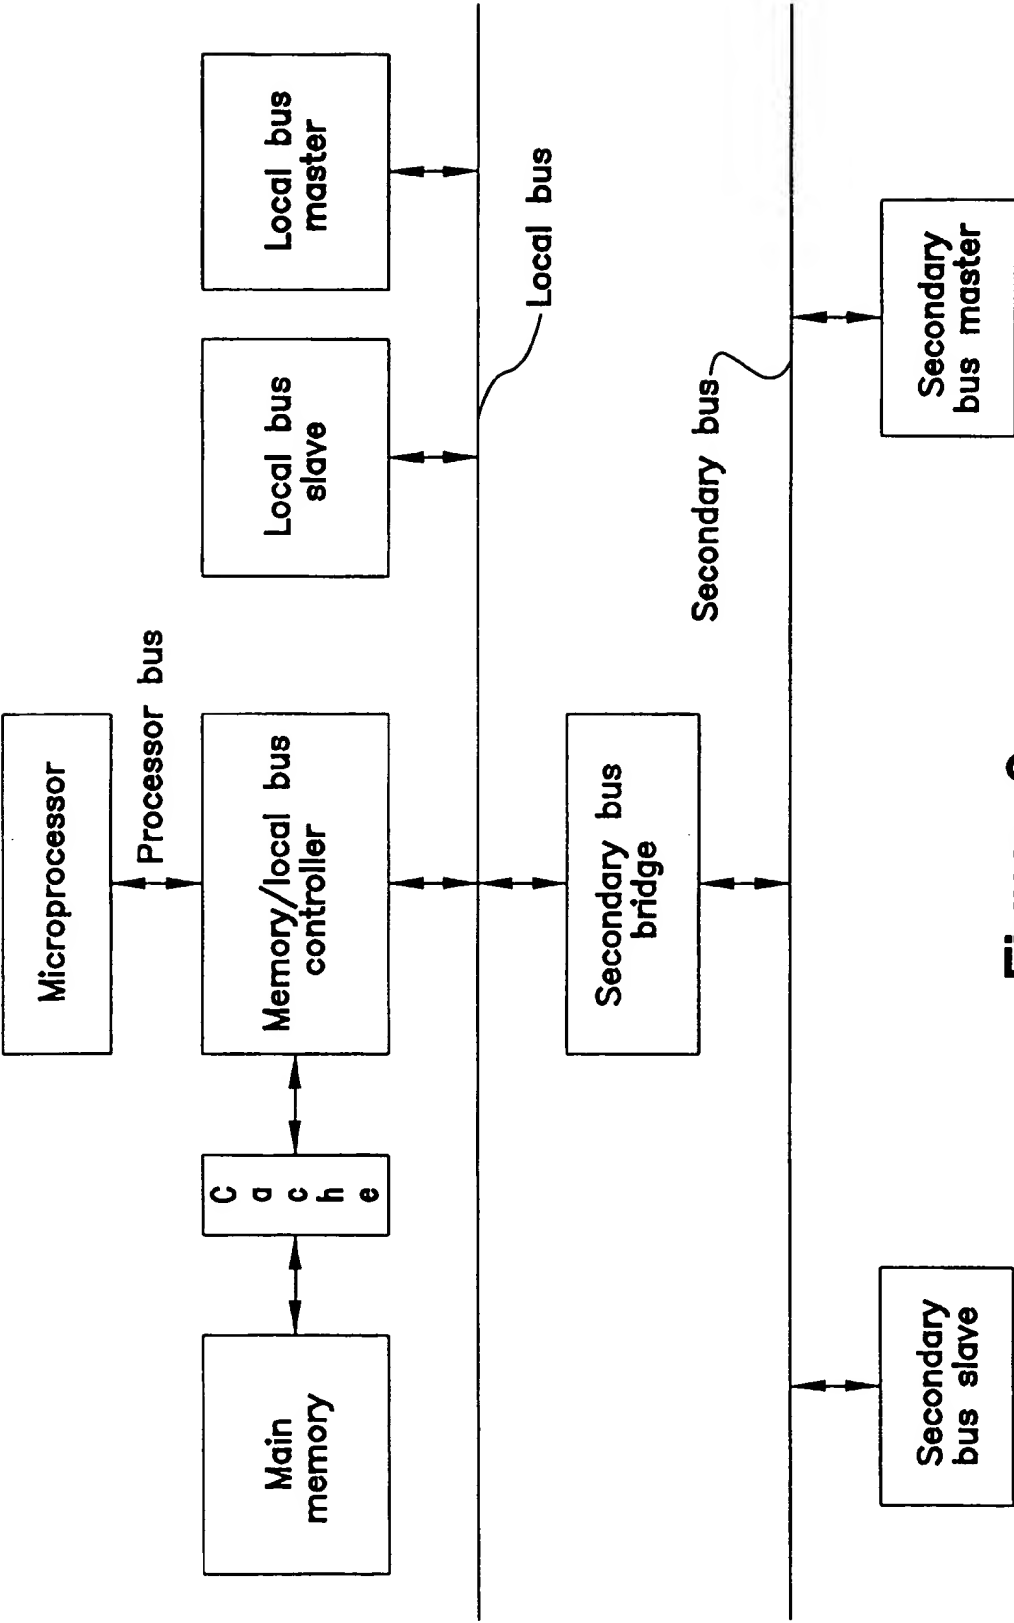 Microprocessor
Processor bus
Main
memory
C
a
c
h
e
Memory/local bus
controller
Local bus
slave
Local bus
master
Local bus
Secondary bus
bridge
Secondary bus
Secondary
bus slave
Secondary
bus master